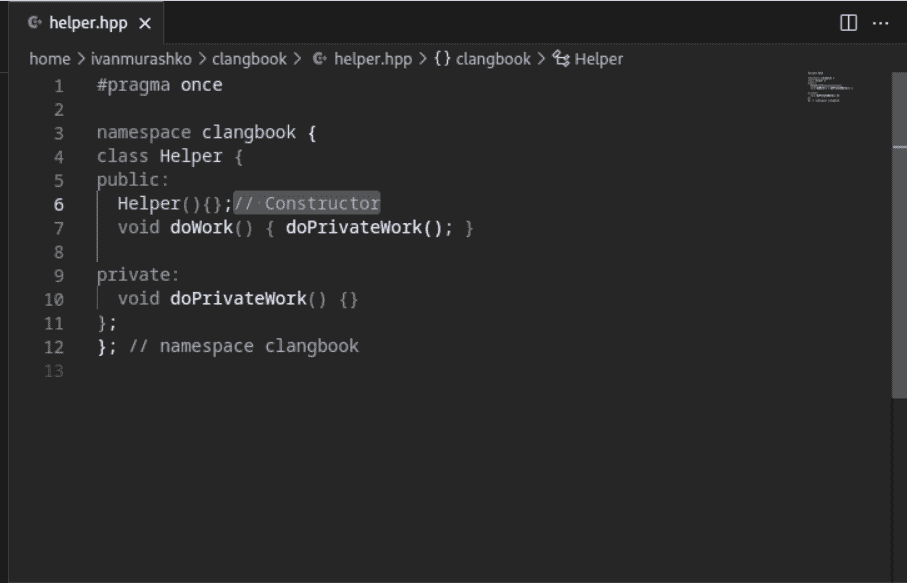 helper.hpp
home > ivanmurashko > clangbook > helper.hpp > {} clangbook > Helper
1 #pragma once
2
3 namespace clangbook {
4 class Helper {
5 public:
6   Helper(){};// Constructor
7   void doWork() { doPrivateWork(); }
8
9 private:
10   void doPrivateWork() {}
11 };
12 }; // namespace clangbook
13